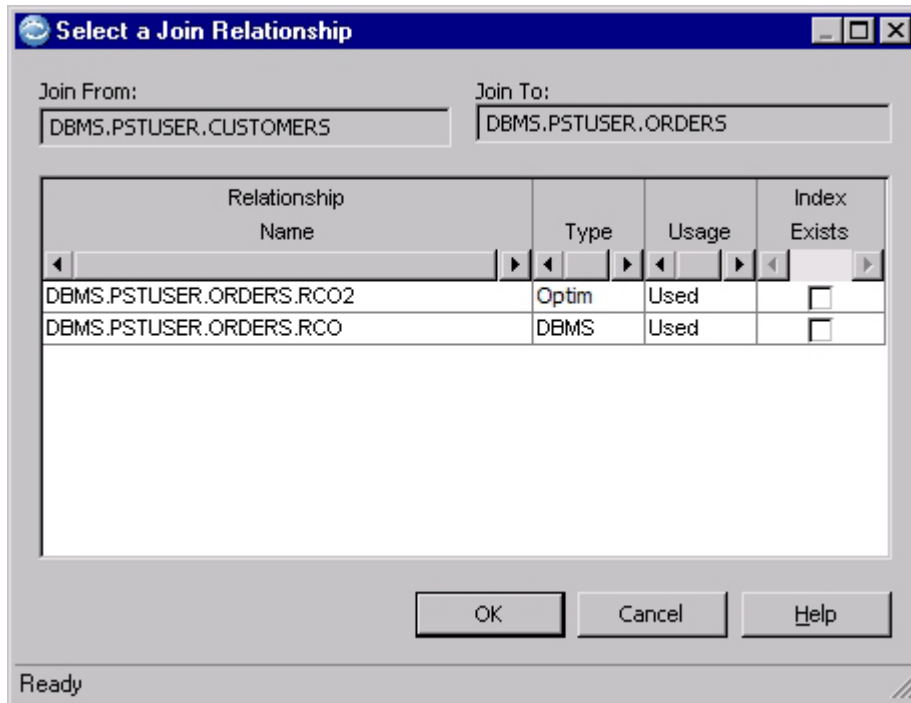 Select a Join Relationship
Join From:
Join To:
DBMS.PSTUSER.CUSTOMERS
DBMS.PSTUSER.ORDERS
Relationship Name
Type
Usage
Index Exists
DBMS.PSTUSER.ORDERS.RCO2 Optim Used
DBMS.PSTUSER.ORDERS.RCO DBMS Used
OK
Cancel
Help
Ready